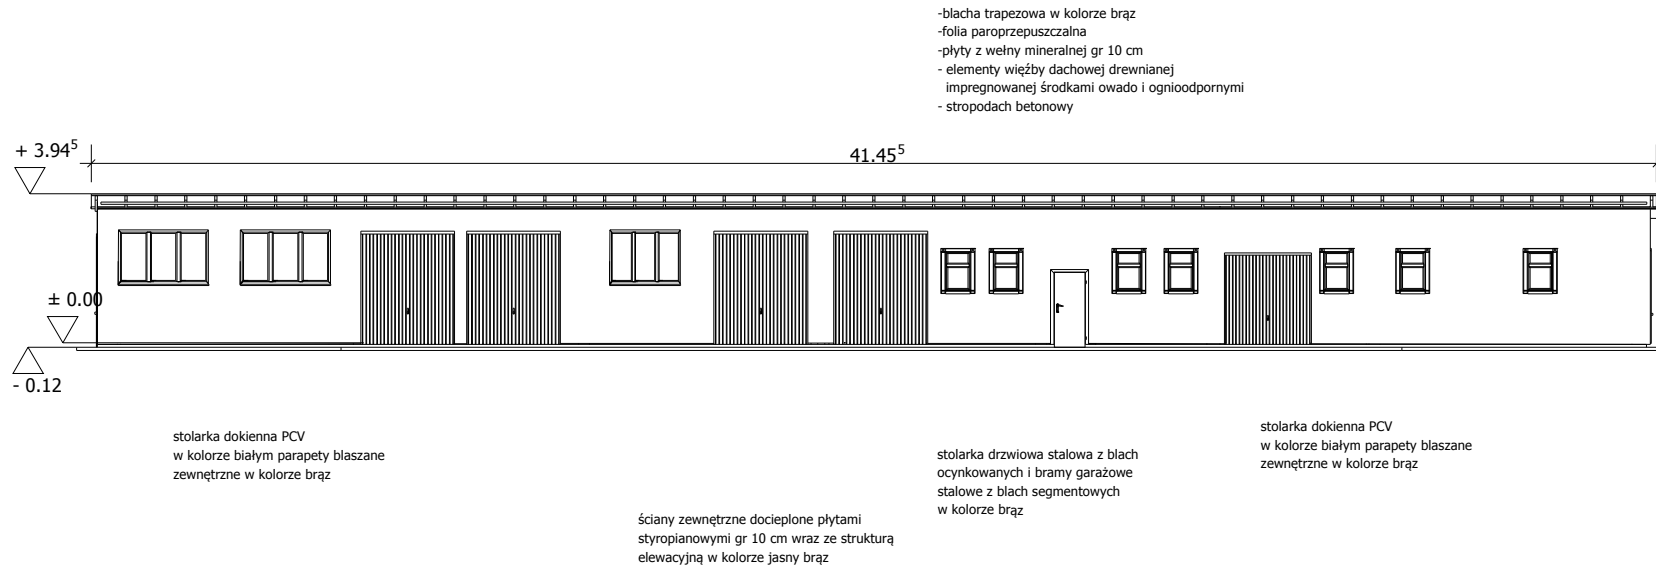 -blacha trapezowa w kolorze brąz
-folia paroprzepuszczalna
-płyty z wełny mineralnej gr 10 cm
- elementy więźby dachowej drewnianej
impregnowanej środkami owado i ognioodpornymi
- stropodach betonowy
+ 3.94⁵
41.45⁵
± 0.00
- 0.12
stolarka dokienna PCV
w kolorze białym parapety blaszane
zewnętrzne w kolorze brąz
ściany zewnętrzne docieplone płytami
styropianowymi gr 10 cm wraz ze strukturą
elewacyjną w kolorze jasny brąz
stolarka drzwiowa stalowa z blach
ocynkowanych i bramy garażowe
stalowe z blach segmentowych
w kolorze brąz
stolarka dokienna PCV
w kolorze białym parapety blaszane
zewnętrzne w kolorze brąz